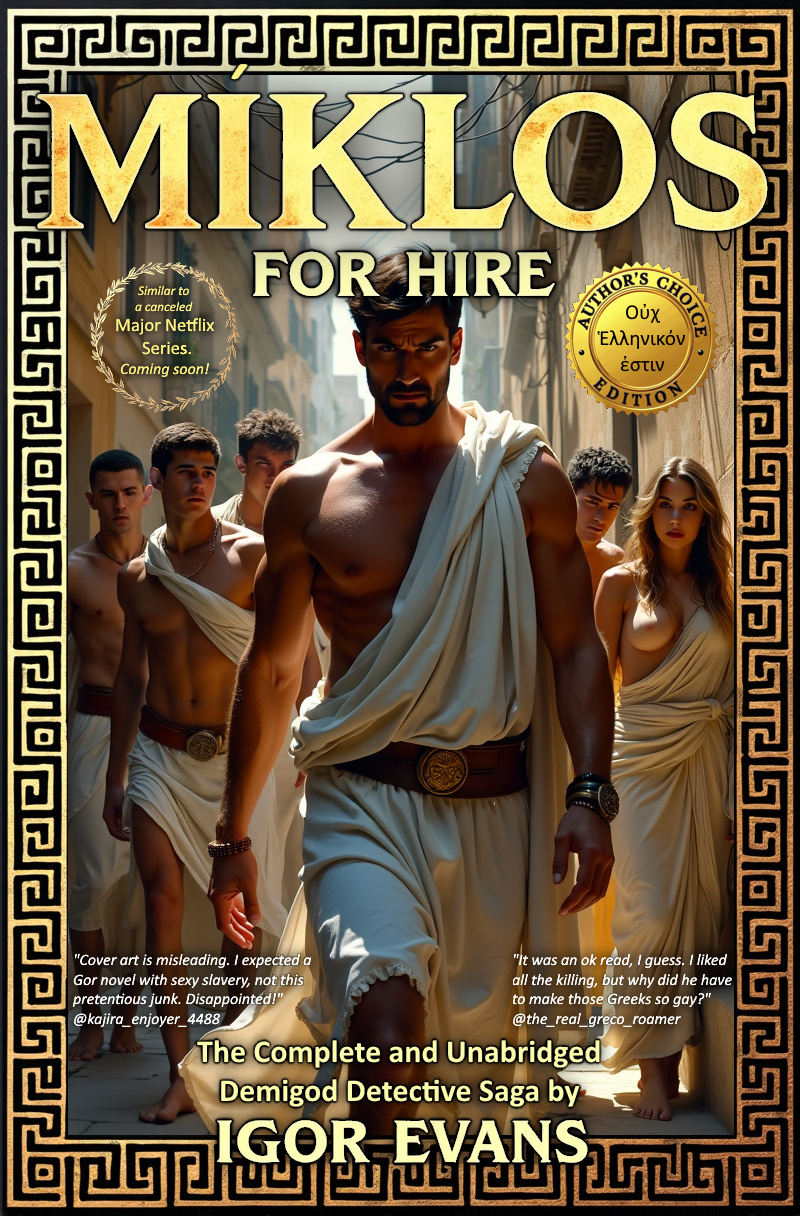 MÍKLOS
FOR HIRE
Similar to
a canceled
Major Netflix
Series.
Coming soon!
AUTHOR'S CHOICE
Οὐχ
Ἑλληνικόν
ἐστιν
EDITION
"Cover art is misleading. I expected a
Gor novel with sexy slavery, not this
pretentious junk. Disappointed!"
@kajira_enjoyer_4488
"It was an ok read, I guess. I liked
all the killing, but why did he have
to make those Greeks so gay?"
@the_real_greco_roamer
The Complete and Unabridged
Demigod Detective Saga by
IGOR EVANS